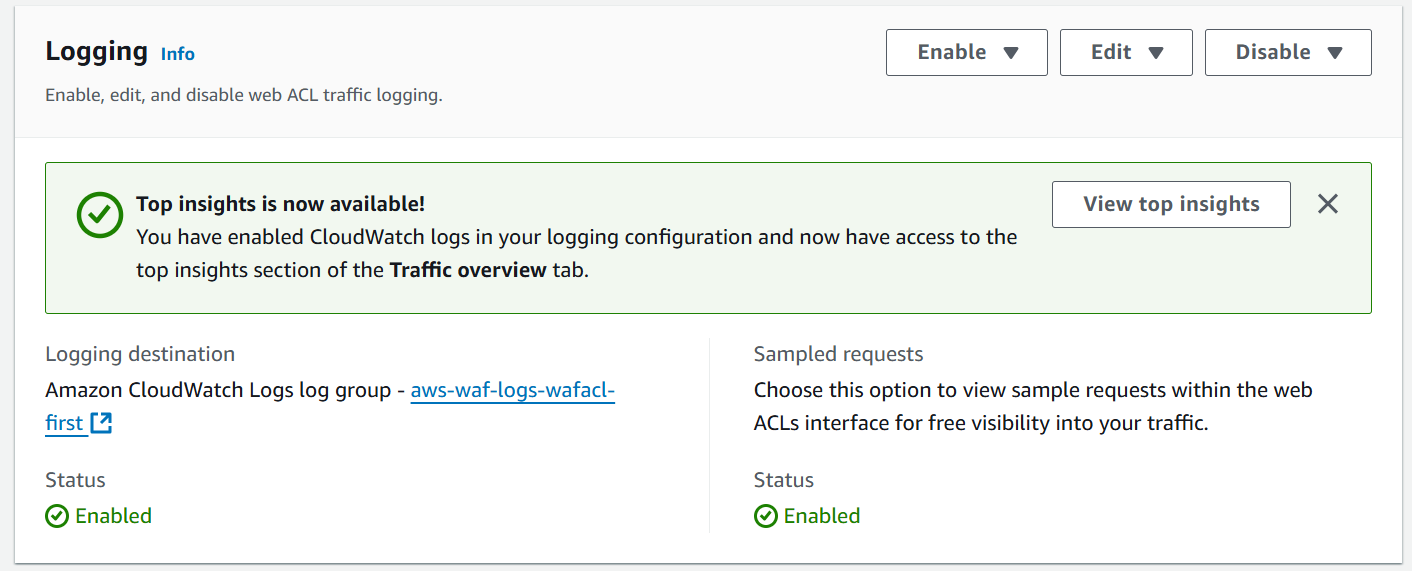 Logging Info
Enable
Edit
Disable
Enable, edit, and disable web ACL traffic logging.
Top insights is now available!
View top insights
You have enabled CloudWatch logs in your logging configuration and now have access to the
top insights section of the Traffic overview tab.
Logging destination
Amazon CloudWatch Logs log group - aws-waf-logs-wafacl-
first
Status
Enabled
Sampled requests
Choose this option to view sample requests within the web
ACLs interface for free visibility into your traffic.
Status
Enabled